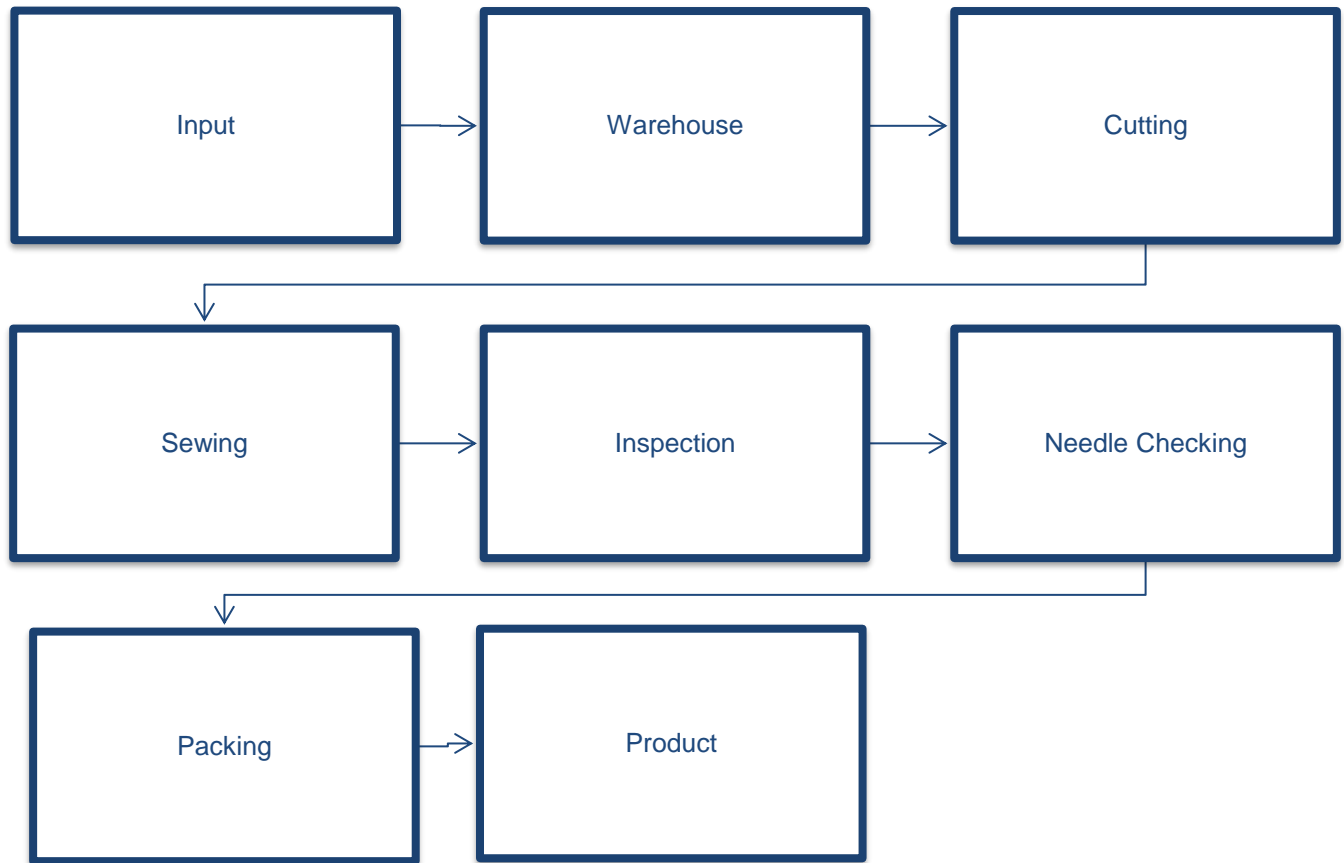 Input
Warehouse
Cutting
Sewing
Inspection
Needle Checking
Packing
Product